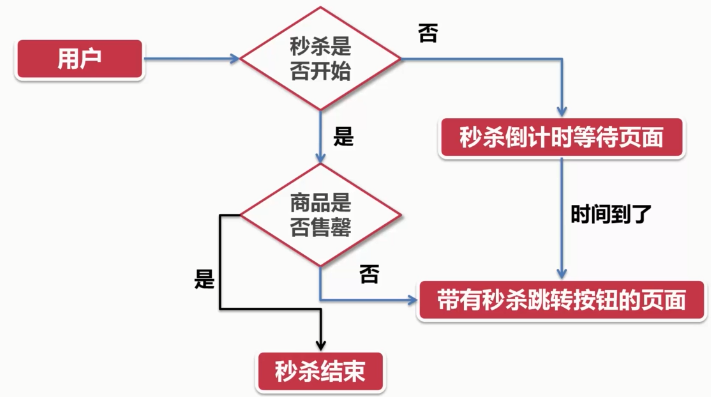 用户
秒杀是
否开始
否
是
秒杀倒计时等待页面
商品是
否售罄
时间到了
是
否
带有秒杀跳转按钮的页面
秒杀结束